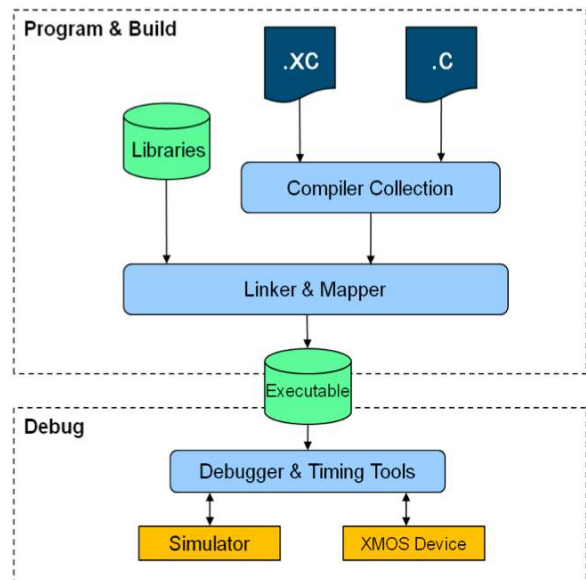 Program & Build
.XC
.C
Libraries
Compiler Collection
Linker & Mapper
Executable
Debug
Debugger & Timing Tools
Simulator
XMOS Device